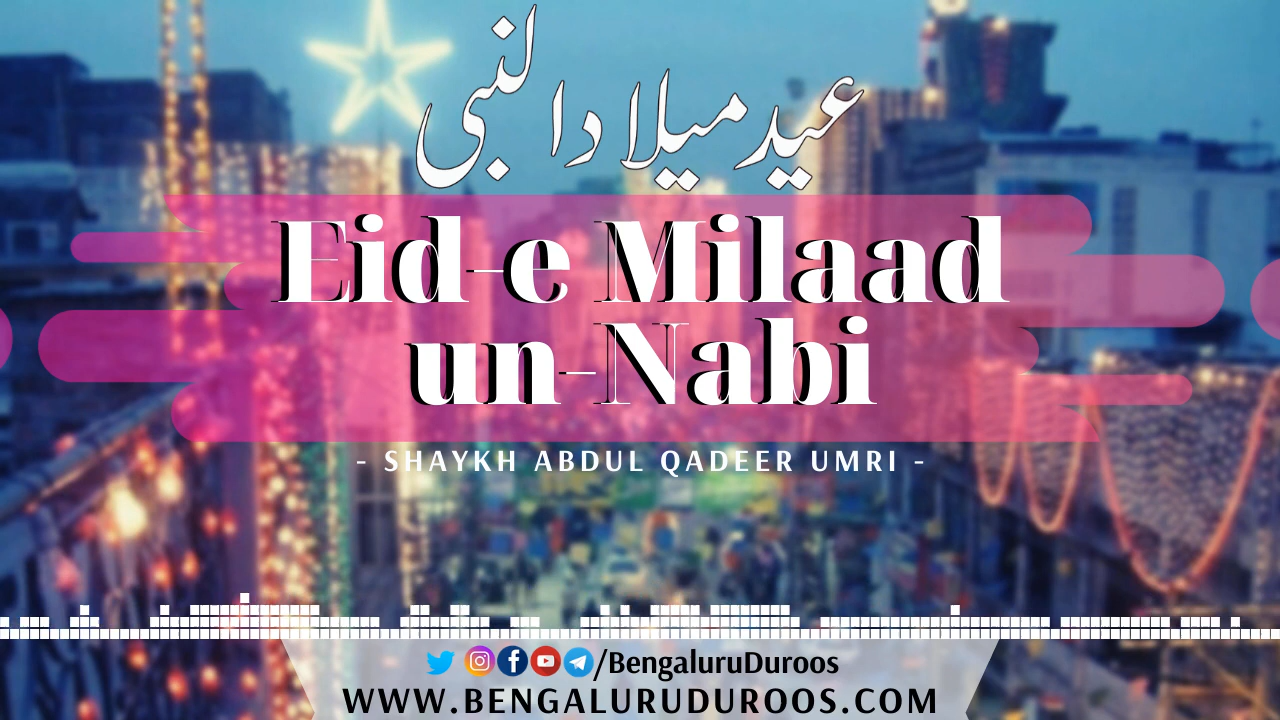 عید میلادالنبی
Eid-e Milaad
un-Nabi
- SHAYKH ABDUL QADEER UMRI -
/BengaluruDuroos
WWW.BENGALURUDUROOS.COM